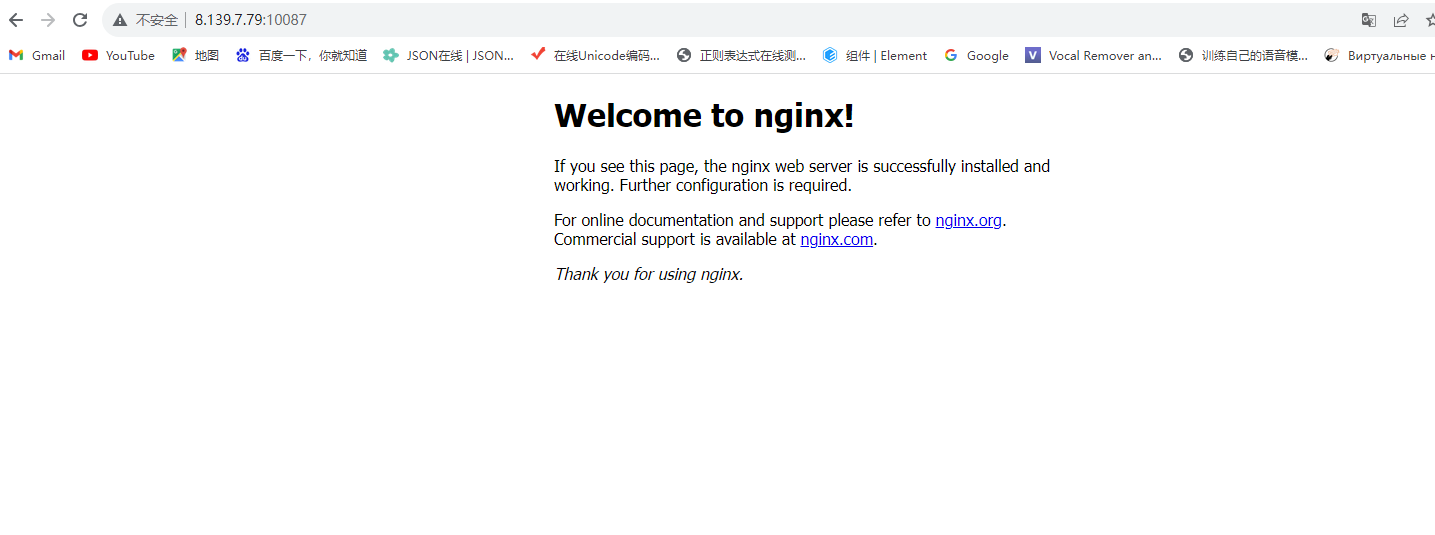 不安全 | 8.139.7.79:10087
Gmail YouTube 地图 百度一下，你就知道 JSON在线 | JSON... 在线Unicode编码... 正则表达式在线测... 组件 | Element Google Vocal Remover an... 训练自己的语音模... Виртуальные н
Welcome to nginx!
If you see this page, the nginx web server is successfully installed and
working. Further configuration is required.
For online documentation and support please refer to nginx.org.
Commercial support is available at nginx.com.
Thank you for using nginx.